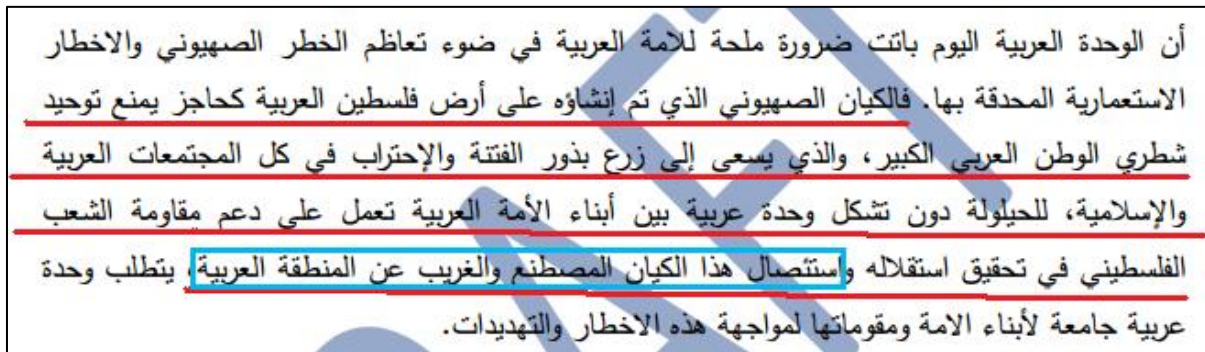 أن الوحدة العربية اليوم باتت ضرورة ملحة للامة العربية في ضوء تعاظم الخطر الصهيوني والاخطار
الاستعمارية المحدقة بها. فالكيان الصهيوني الذي تم إنشاؤه على أرض فلسطين العربية كحاجز يمنع توحيد
شطري الوطن العربي الكبير، والذي يسعى إلى زرع بذور الفتنة والإحتراب في كل المجتمعات العربية
والإسلامية، للحيلولة دون تشكل وحدة عربية بين أبناء الأمة العربية تعمل على دعم مقاومة الشعب
الفلسطيني في تحقيق استقلاله واستئصال هذا الكيان المصطنع والغريب عن المنطقة العربية، يتطلب وحدة
عربية جامعة لأبناء الامة ومقوماتها لمواجهة هذه الاخطار والتهديدات.